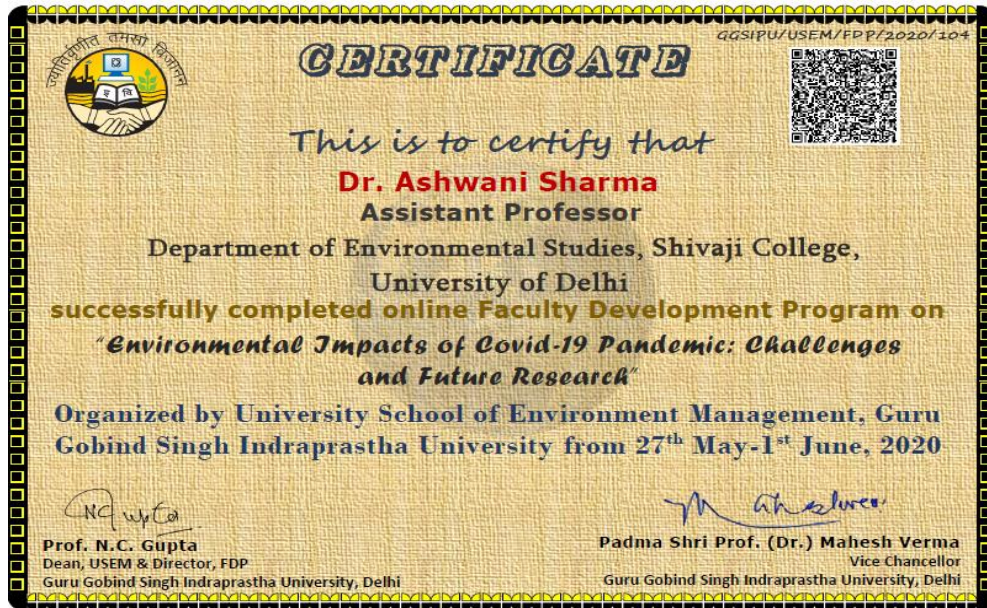 GGSIPU/USEM/FDP/2020/104
ज्योतिर्वृणीत तमसो विजानन
इ वि
CERTIFICATE
This is to certify that
Dr. Ashwani Sharma
Assistant Professor
Department of Environmental Studies, Shivaji College,
University of Delhi
successfully completed online Faculty Development Program on
"Environmental Impacts of Covid-19 Pandemic: Challenges
and Future Research"
Organized by University School of Environment Management, Guru
Gobind Singh Indraprastha University from 27th May-1st June, 2020
NC Gupta
Prof. N.C. Gupta
Dean, USEM & Director, FDP
Guru Gobind Singh Indraprastha University, Delhi
Padma Shri Prof. (Dr.) Mahesh Verma
Vice Chancellor
Guru Gobind Singh Indraprastha University, Delhi